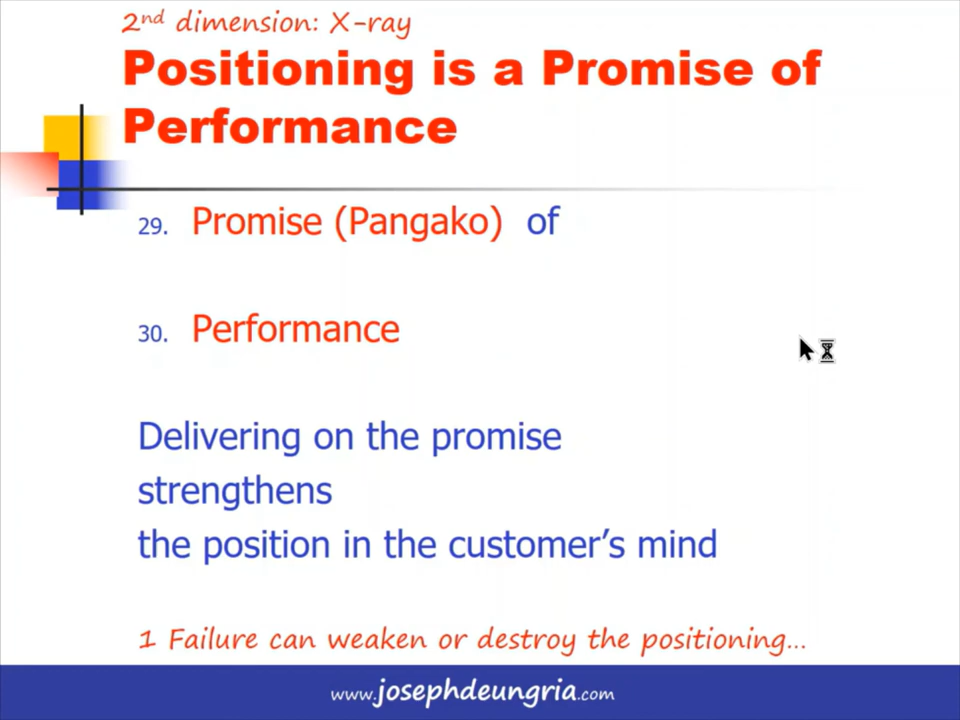 2nd dimension: X-ray
Positioning is a Promise of
Performance
29. Promise (Pangako) of
30. Performance
Delivering on the promise
strengthens
the position in the customer’s mind
1 Failure can weaken or destroy the positioning...
www.josephdeungria.com